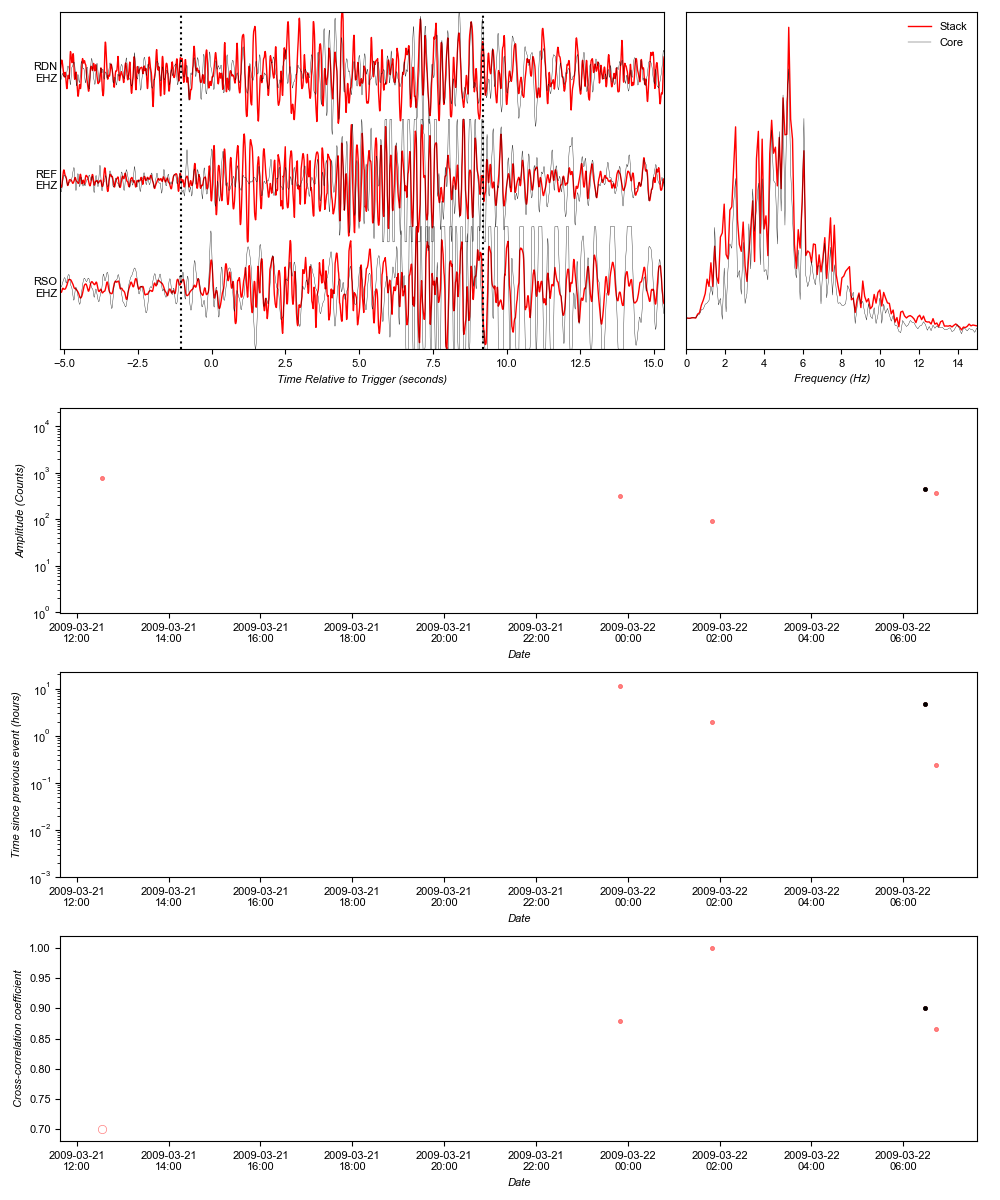 RDN
EHZ
REF
EHZ
RSO
EHZ
−5.0 −2.5 0.0 2.5 5.0 7.5 10.0 12.5 15.0
Time Relative to Trigger (seconds)
Stack
Core
0 2 4 6 8 10 12 14
Frequency (Hz)
10^4
10^3
10^2
10^1
10^0
Amplitude (Counts)
2009-03-21 2009-03-21 2009-03-21 2009-03-21 2009-03-21 2009-03-21 2009-03-22 2009-03-22 2009-03-22 2009-03-22
12:00 14:00 16:00 18:00 20:00 22:00 00:00 02:00 04:00 06:00
Date
10^1
10^0
10^−1
10^−2
10^−3
Time since previous event (hours)
2009-03-21 2009-03-21 2009-03-21 2009-03-21 2009-03-21 2009-03-21 2009-03-22 2009-03-22 2009-03-22 2009-03-22
12:00 14:00 16:00 18:00 20:00 22:00 00:00 02:00 04:00 06:00
Date
1.00
0.95
0.90
0.85
0.80
0.75
0.70
Cross-correlation coefficient
2009-03-21 2009-03-21 2009-03-21 2009-03-21 2009-03-21 2009-03-21 2009-03-22 2009-03-22 2009-03-22 2009-03-22
12:00 14:00 16:00 18:00 20:00 22:00 00:00 02:00 04:00 06:00
Date